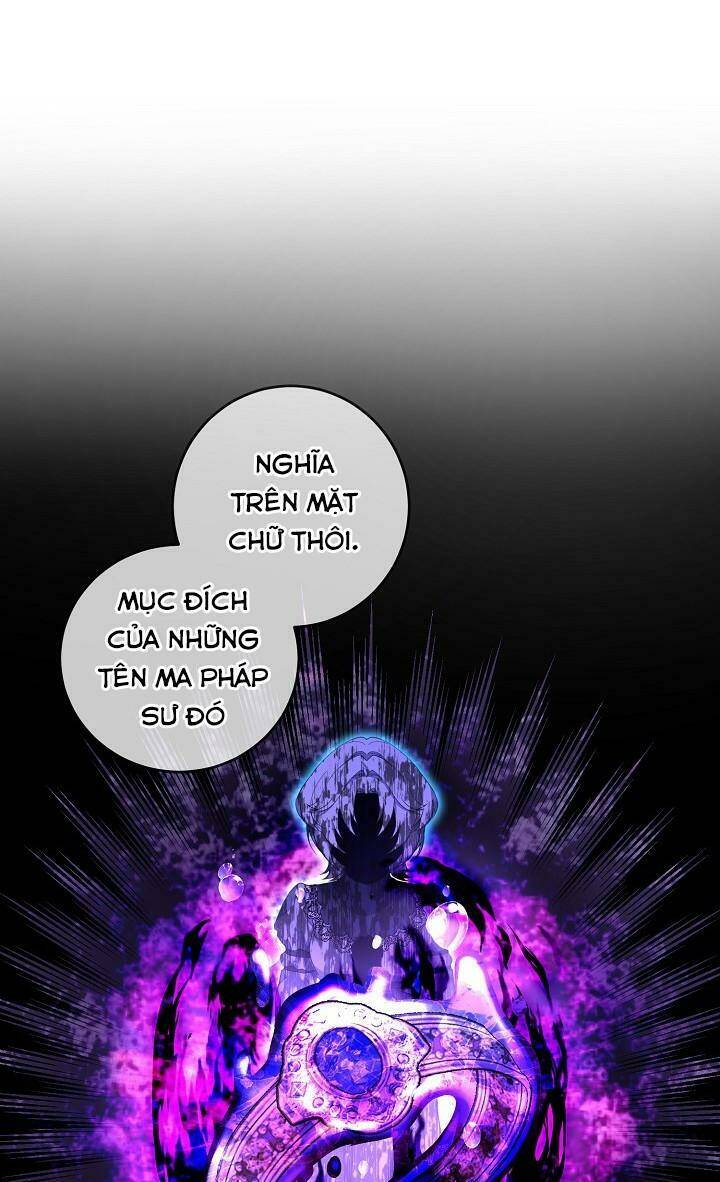 NGHĨA
TRÊN MẶT
CHỮ THÔI.
MỤC ĐÍCH
CỦA NHỮNG
TÊN MA PHÁP
SƯ ĐÓ